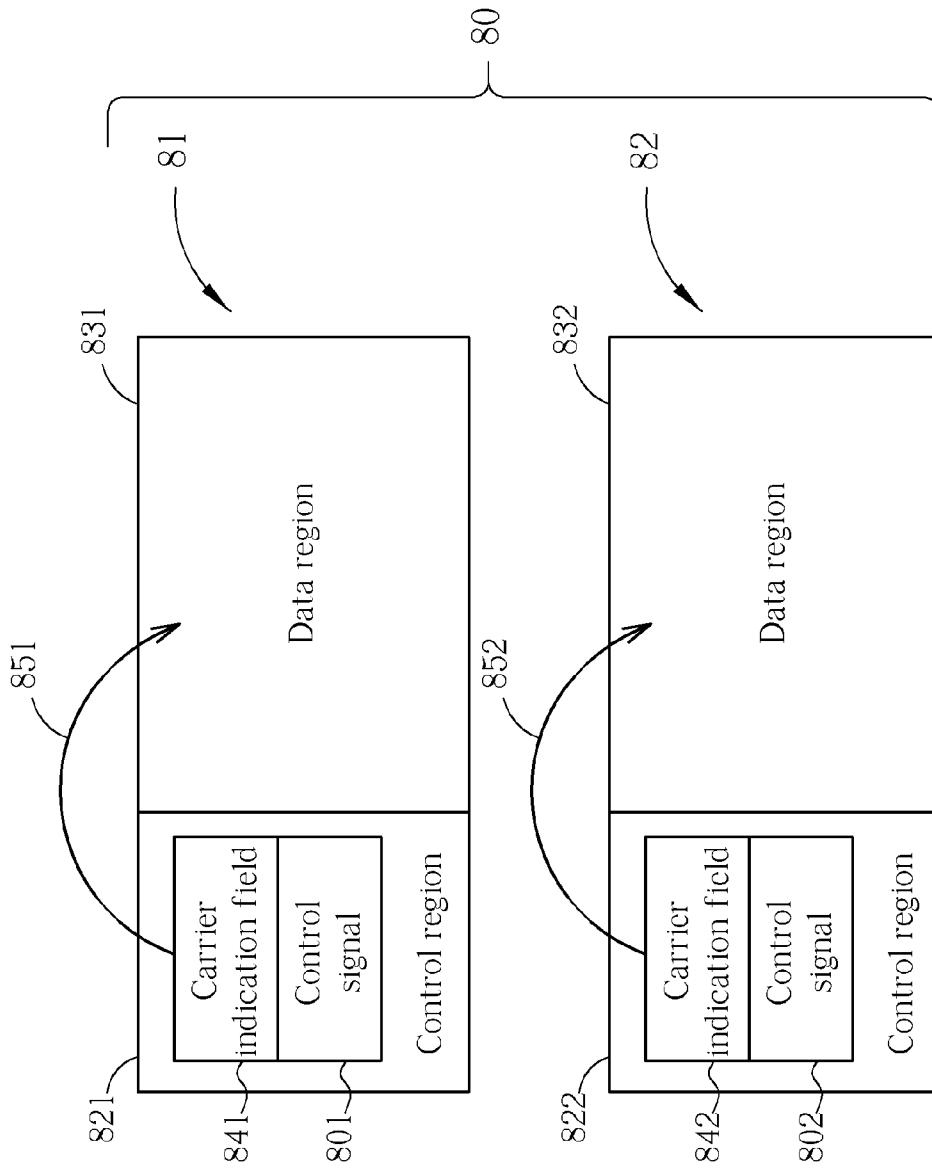 80
81
821
831
851
Carrier
indication field
841
Control
signal
801
Control region
Data region
82
822
832
852
Carrier
indication field
842
Control
signal
802
Control region
Data region